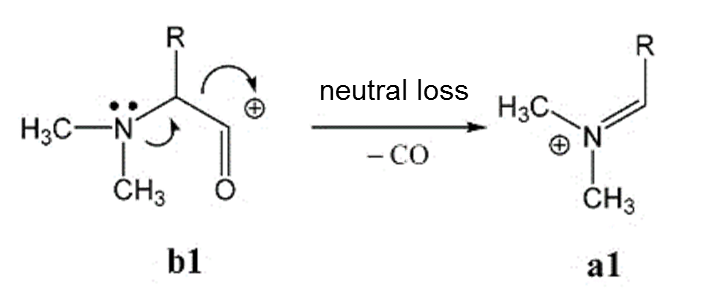 R
⊕
N
H₃C
CH₃
O
b1
neutral loss
– CO
R
H₃C
N
⊕
CH₃
a1